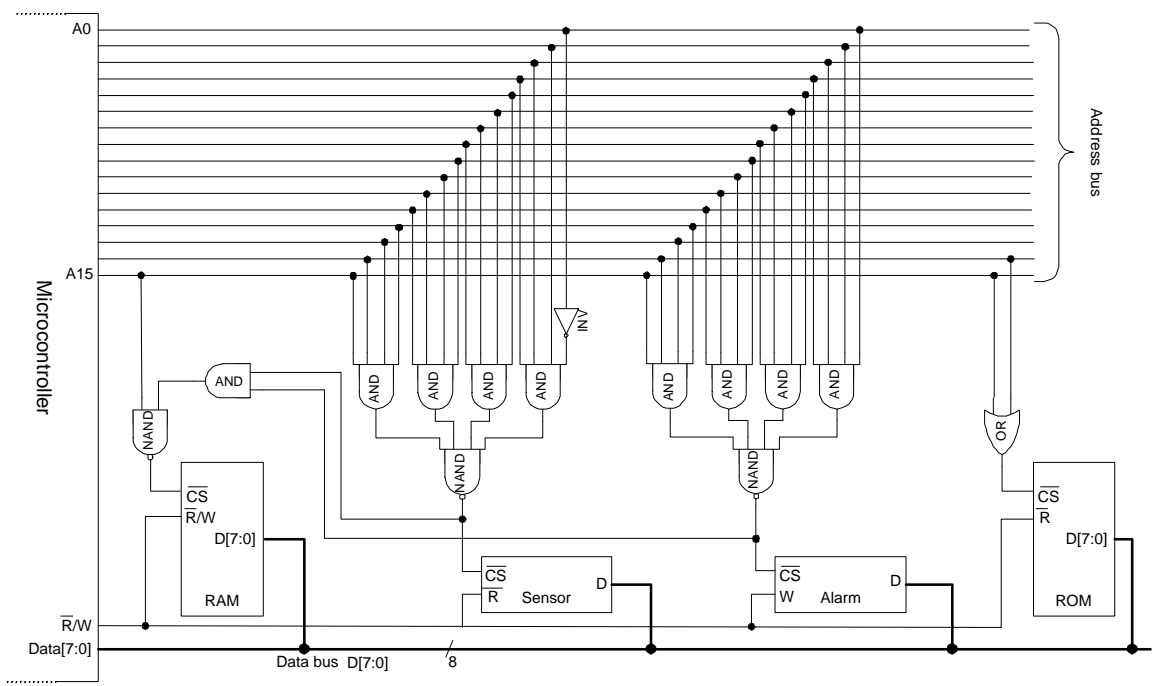 A0
A15
Address bus
Microcontroller
INV
AND
AND
AND
AND
AND
AND
AND
AND
AND
NAND
OR
NAND
NAND
CS
R/W
D[7:0]
RAM
CS
R
D
Sensor
CS
W
D
Alarm
CS
R
D[7:0]
ROM
R/W
Data[7:0]
Data bus D[7:0]
8